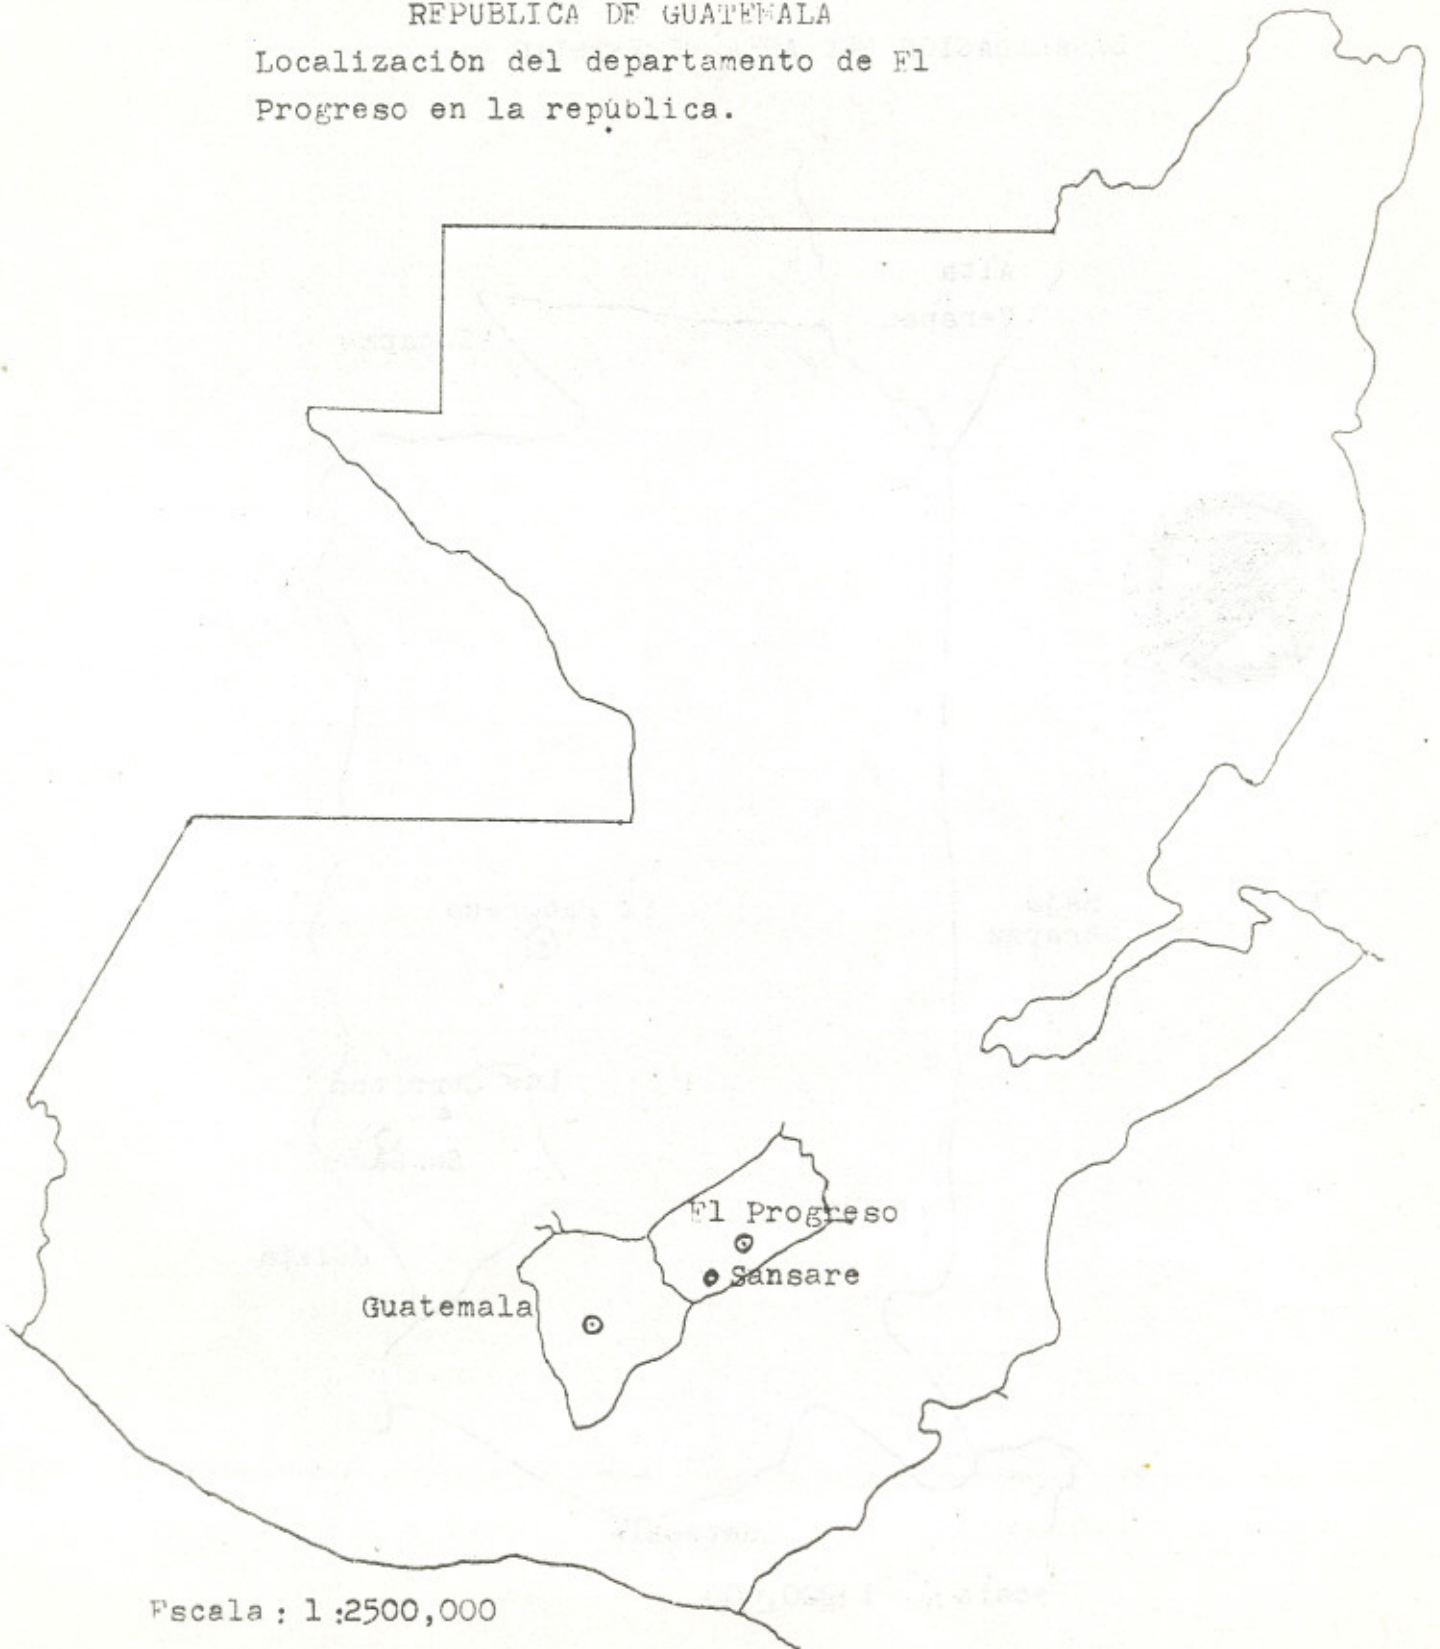 REPUBLICA DE GUATEMALA
Localización del departamento de El
Progreso en la república.
El Progreso
Sansare
Guatemala
Escala: 1:2500,000